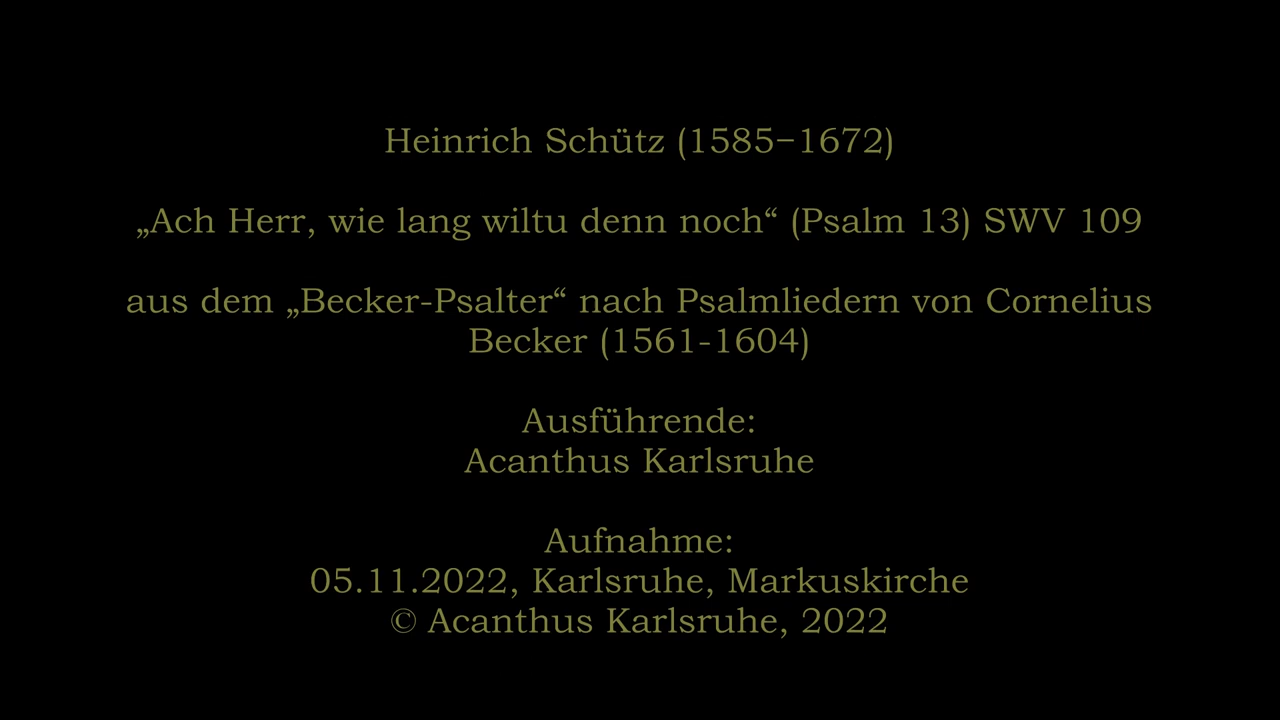 Heinrich Schütz (1585−1672)
„Ach Herr, wie lang wiltu denn noch“ (Psalm 13) SWV 109
aus dem „Becker-Psalter“ nach Psalmliedern von Cornelius
Becker (1561-1604)
Ausführende:
Acanthus Karlsruhe
Aufnahme:
05.11.2022, Karlsruhe, Markuskirche
© Acanthus Karlsruhe, 2022